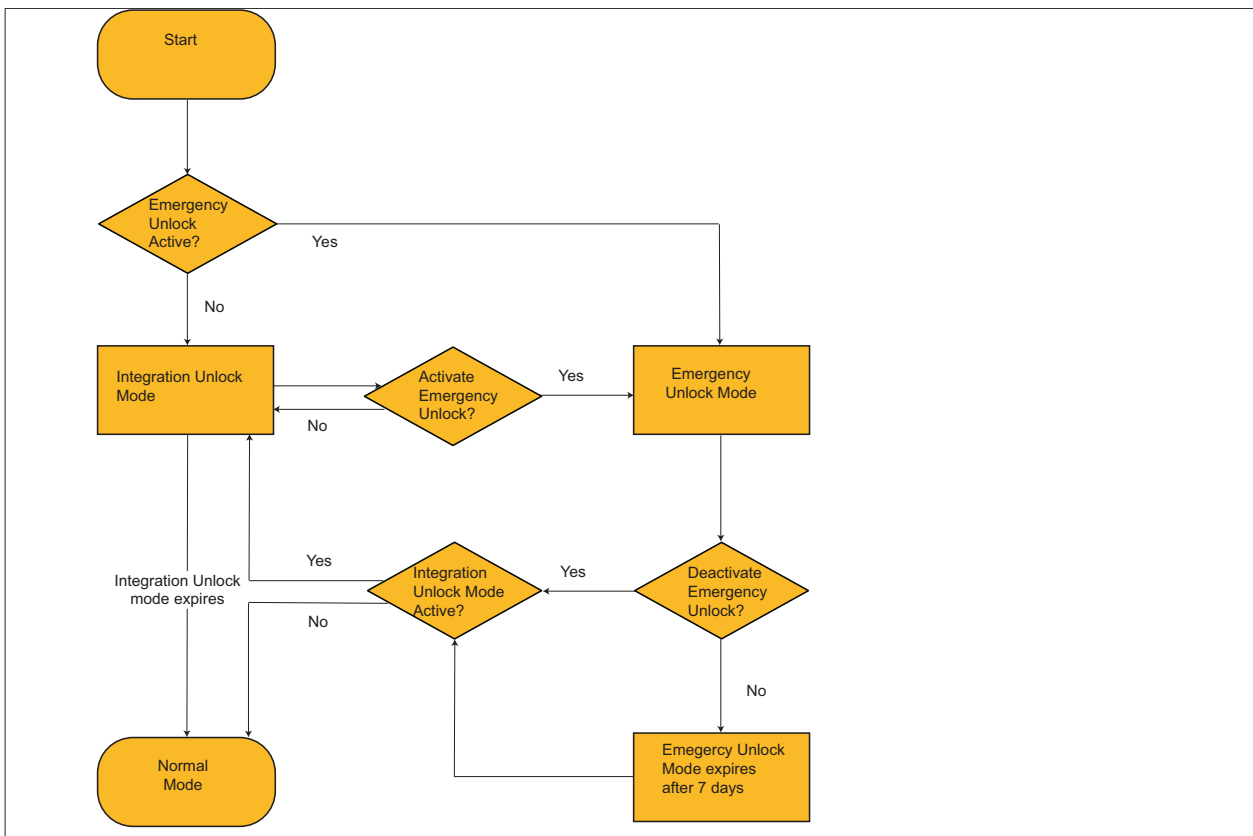 Start
Emergency
Unlock
Active?
Yes
No
Integration Unlock
Mode
Activate
Emergency
Unlock?
Yes
No
Emergency
Unlock Mode
Integration Unlock
mode expires
Yes
No
Integration
Unlock Mode
Active?
Yes
Deactivate
Emergency
Unlock?
No
Normal
Mode
Emegercy Unlock
Mode expires
after 7 days